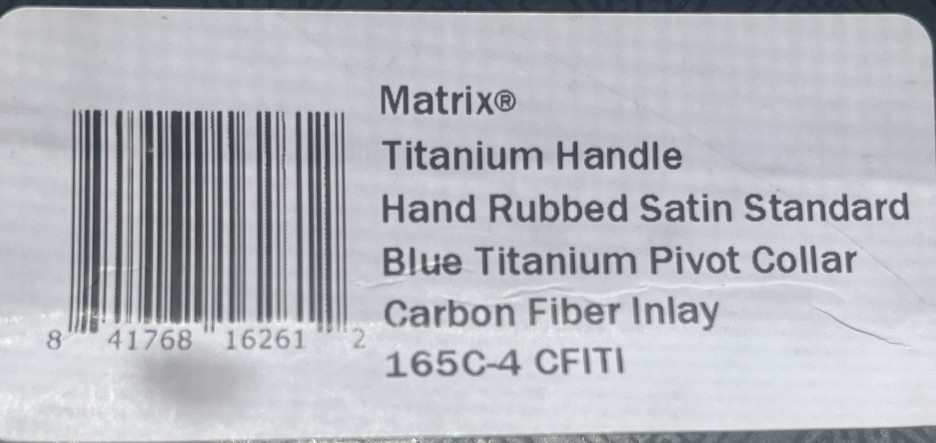 Matrix®
Titanium Handle
Hand Rubbed Satin Standard
Blue Titanium Pivot Collar
Carbon Fiber Inlay
165C-4 CFITI
8 41768 16261 2